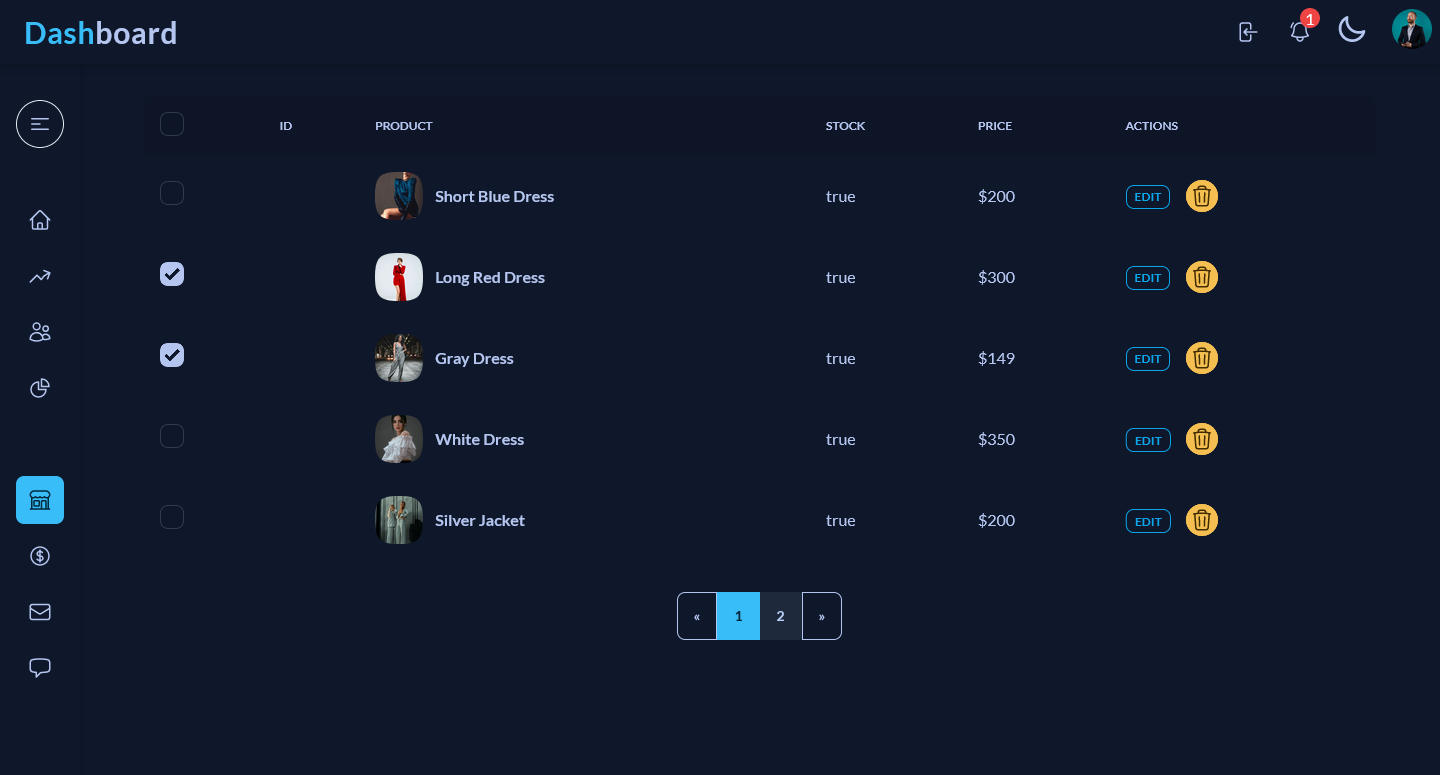 Dashboard
1
ID PRODUCT STOCK PRICE ACTIONS
Short Blue Dress true $200 EDIT
Long Red Dress true $300 EDIT
Gray Dress true $149 EDIT
White Dress true $350 EDIT
Silver Jacket true $200 EDIT
« 1 2 »